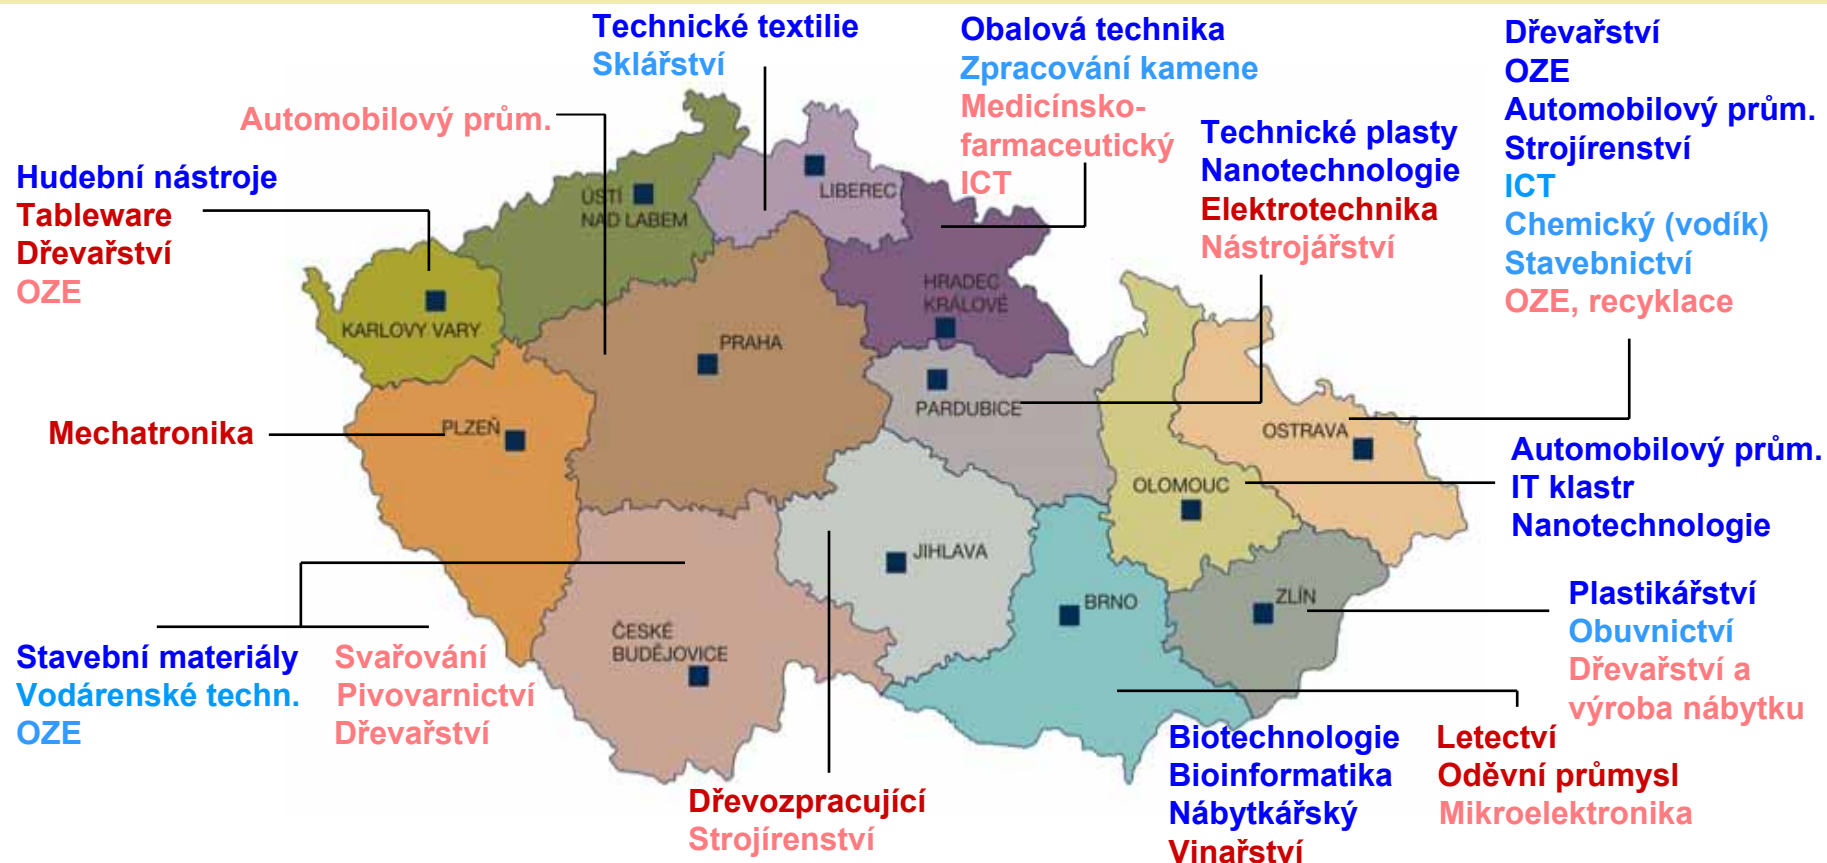 Technické textilie
Sklářství
Obalová technika
Zpracování kamene
Medicínsko-
farmaceutický
ICT
Dřevařství
OZE
Automobilový prům.
Strojírenství
ICT
Chemický (vodík)
Stavebnictví
OZE, recyklace
Automobilový prům.
Technické plasty
Nanotechnologie
Elektrotechnika
Nástrojářství
Hudební nástroje
Tableware
Dřevařství
OZE
LIBEREC
ÚSTÍ
NAD LABEM
HRADEC
KRÁLOVÉ
KARLOVY VARY
PRAHA
PARDUBICE
Mechatronika
PLZEŇ
OSTRAVA
OLOMOUC
Automobilový prům.
IT klastr
Nanotechnologie
JIHLAVA
BRNO
ZLÍN
ČESKÉ
BUDĚJOVICE
Plastikářství
Obuvnictví
Dřevařství a
výroba nábytku
Stavební materiály
Vodárenské techn.
OZE
Svařování
Pivovarnictví
Dřevařství
Dřevozpracující
Strojírenství
Biotechnologie
Bioinformatika
Nábytkářský
Vinařství
Letectví
Oděvní průmysl
Mikroelektronika